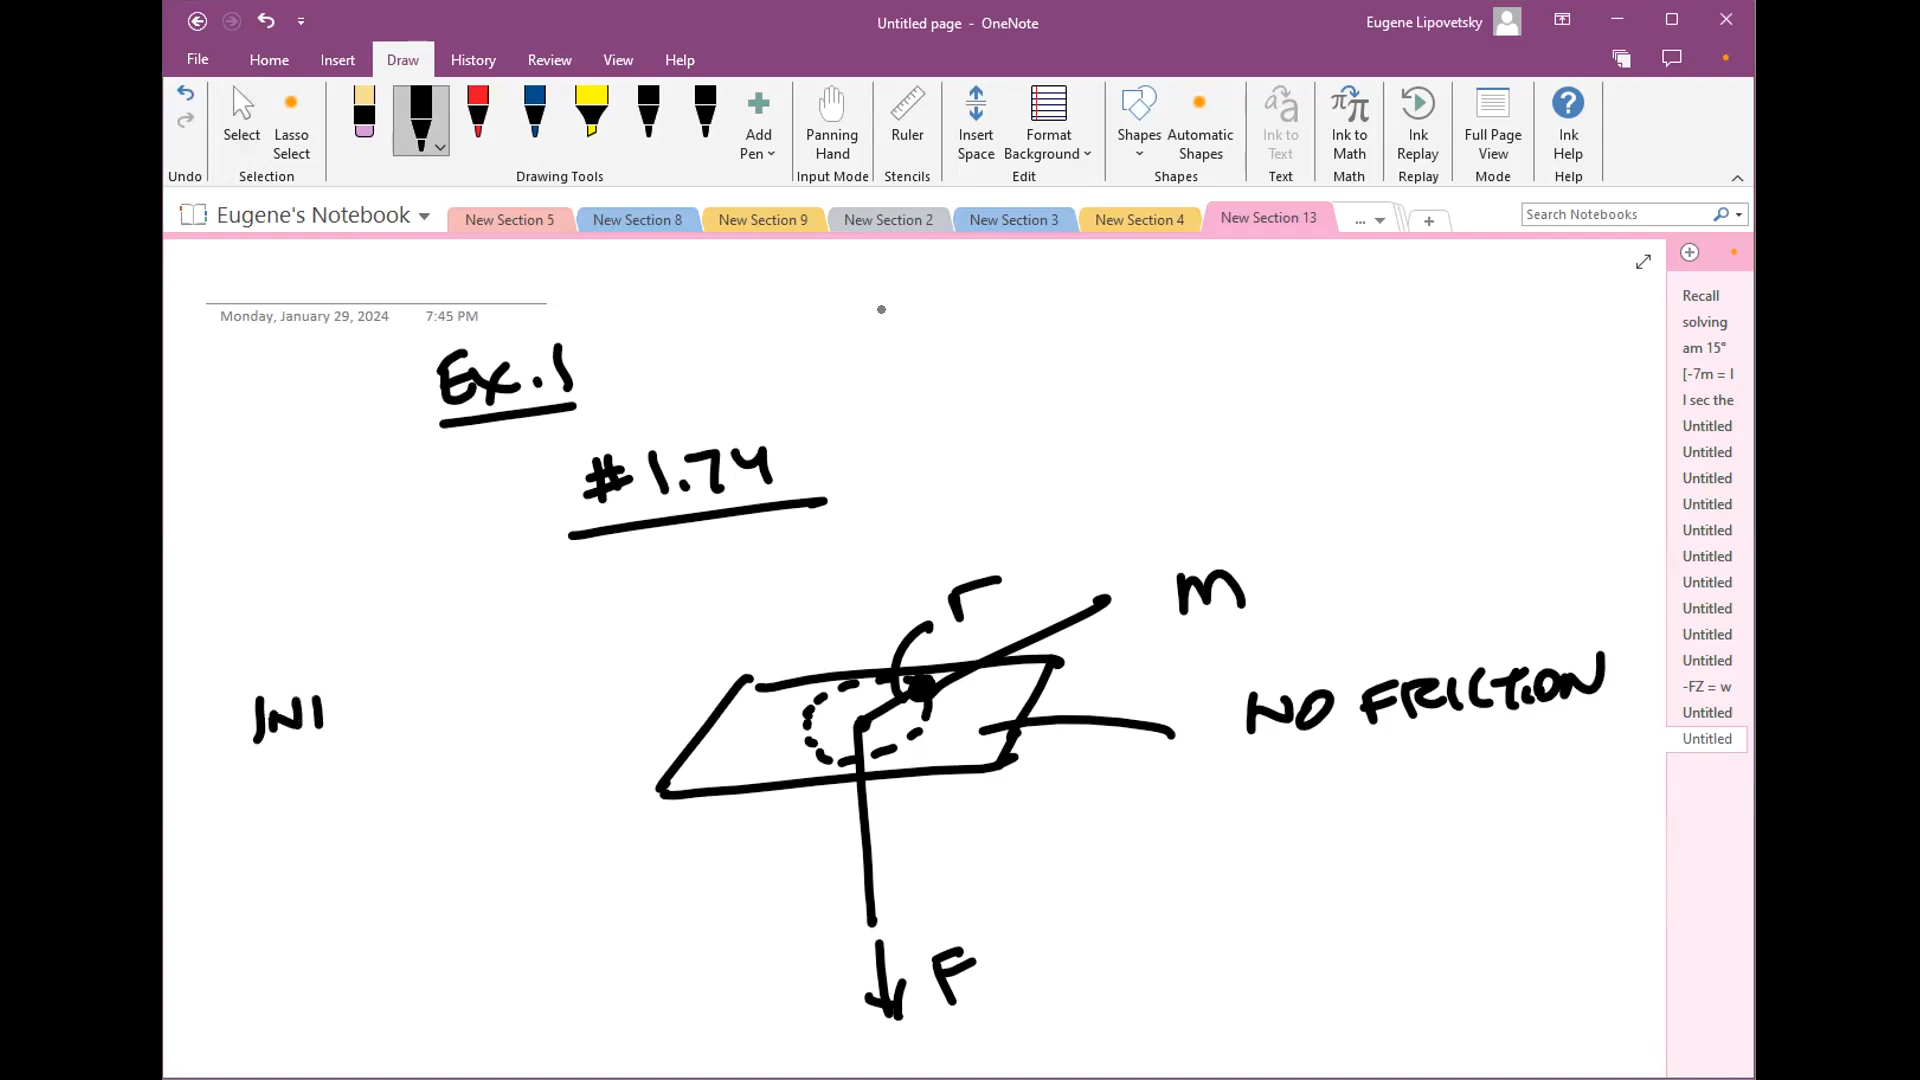 Untitled page - OneNote
Eugene Lipovetsky
File Home Insert Draw History Review View Help
Select
Lasso Select
Add Pen
Panning Hand
Ruler
Insert Space
Format Background
Shapes
Automatic Shapes
Ink to Text
Ink to Math
Ink Replay
Full Page View
Ink Help
Undo Selection Drawing Tools Input Mode Stencils Edit Shapes Text Math Replay Mode Help
Eugene's Notebook
New Section 5 New Section 8 New Section 9 New Section 2 New Section 3 New Section 4 New Section 13 ...
Search Notebooks
Monday, January 29, 2024 7:45 PM
Ex. 1
#1.74
r
m
INI
NO FRICTION
F
Recall
solving
am 15°
[-7m = I
I sec the
Untitled
Untitled
Untitled
Untitled
Untitled
Untitled
Untitled
Untitled
Untitled
Untitled
-FZ = w
Untitled
Untitled